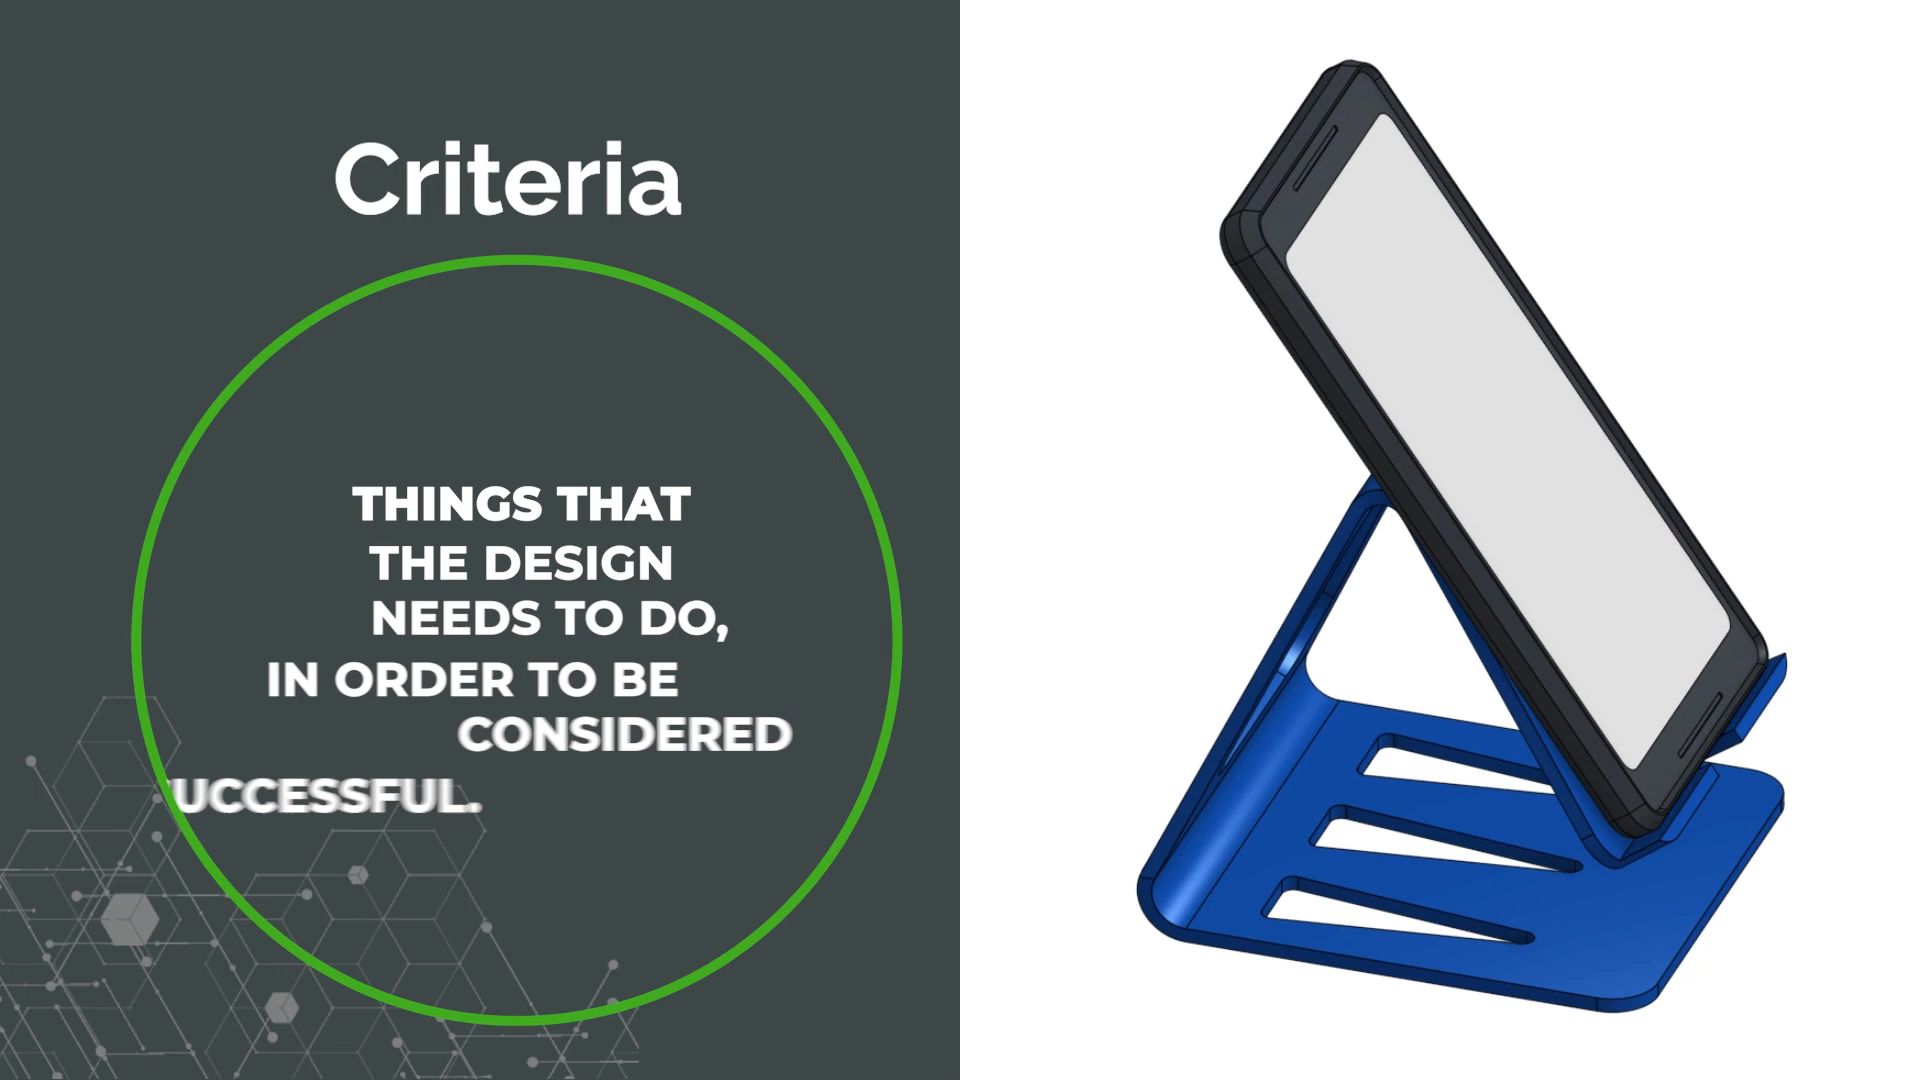 Criteria
THINGS THAT
THE DESIGN
NEEDS TO DO,
IN ORDER TO BE
CONSIDERED
UCCESSFUL.